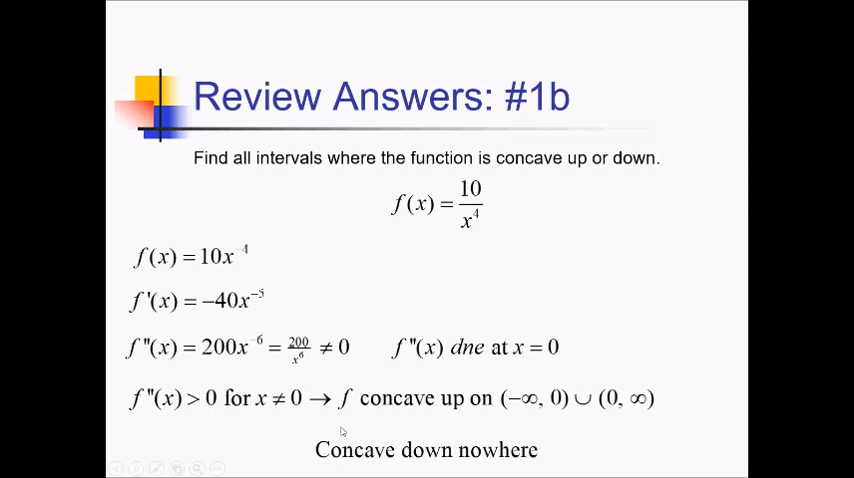 Review Answers: #1b
Find all intervals where the function is concave up or down.
f(x) = 10/x⁴
f(x) = 10x⁻⁴
f'(x) = −40x⁻⁵
f"(x) = 200x⁻⁶ = 200/x⁶ ≠ 0 f"(x) dne at x = 0
f"(x) > 0 for x ≠ 0 → f concave up on (−∞, 0) ∪ (0, ∞)
Concave down nowhere